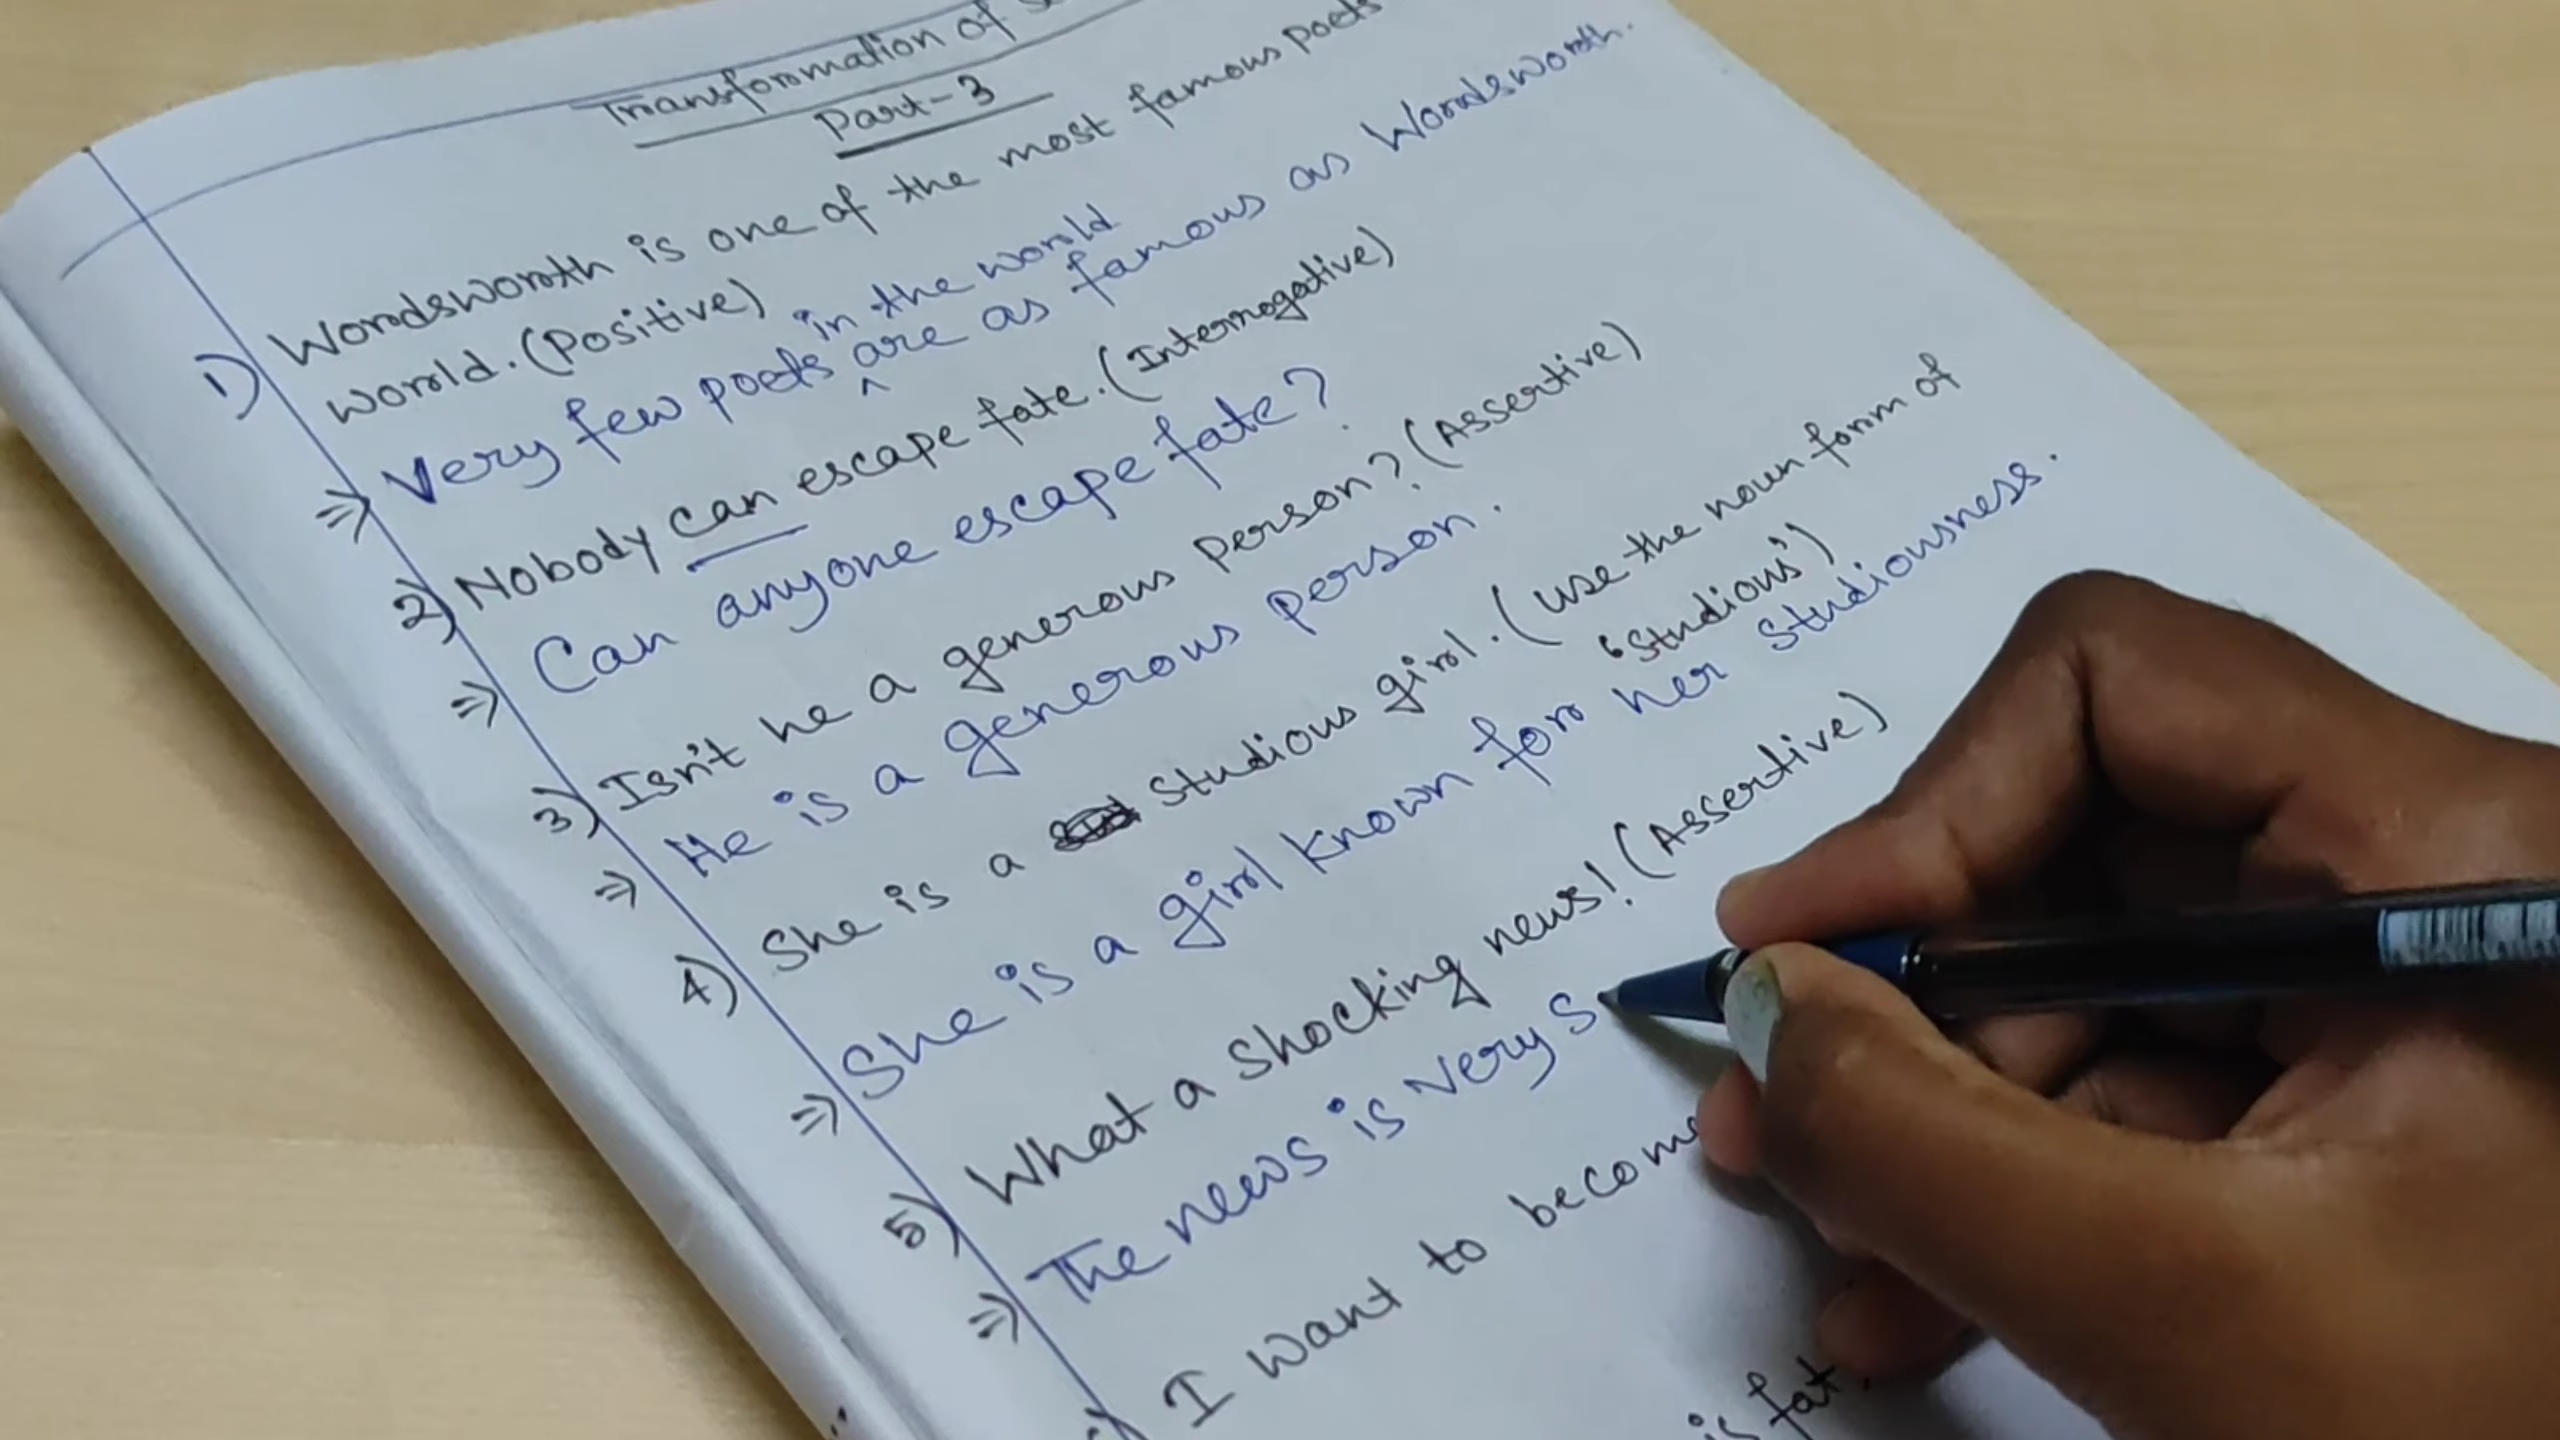 Transformation of
Part-3
1) Wordsworth is one of the most famous poets
world. (Positive)
in the world
⇒ Very few poets ^ are as famous as Wordsworth.
2) Nobody can escape fate. (Interrogative)
⇒ Can anyone escape fate?
3) Isn't he a generous person? (Assertive)
⇒ He is a generous person.
4) She is a studious girl. (use the noun form of
'studious')
⇒ She is a girl known for her studiousness.
5) What a shocking news! (Assertive)
⇒ The news is very s
I want to become
is fat.